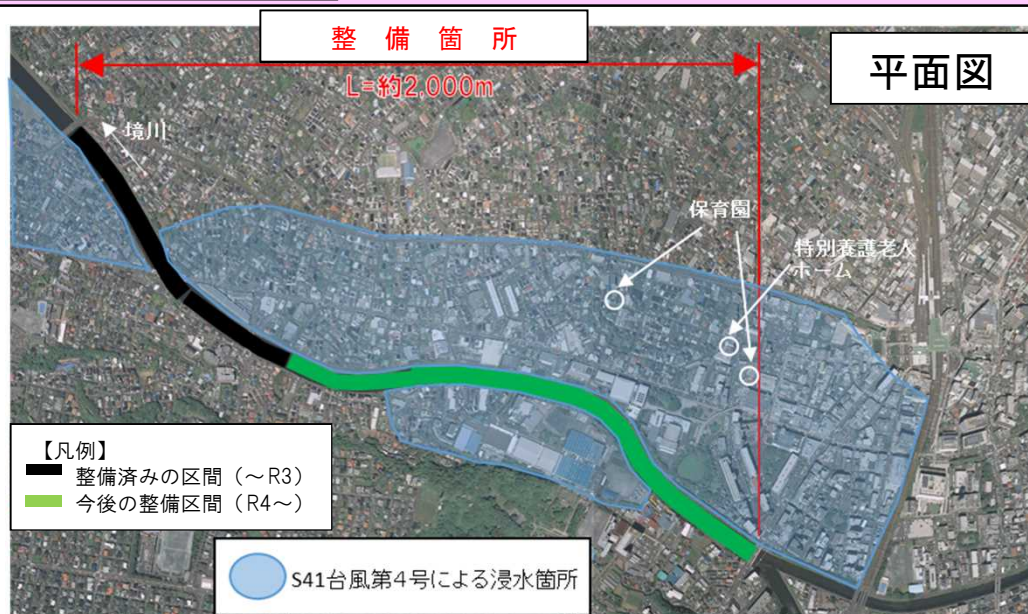 整備箇所
平面図
L=約2,000m
境川
保育園
特別養護老人
ホーム
【凡例】
整備済みの区間（～R3）
今後の整備区間（R4～）
S41台風第4号による浸水箇所